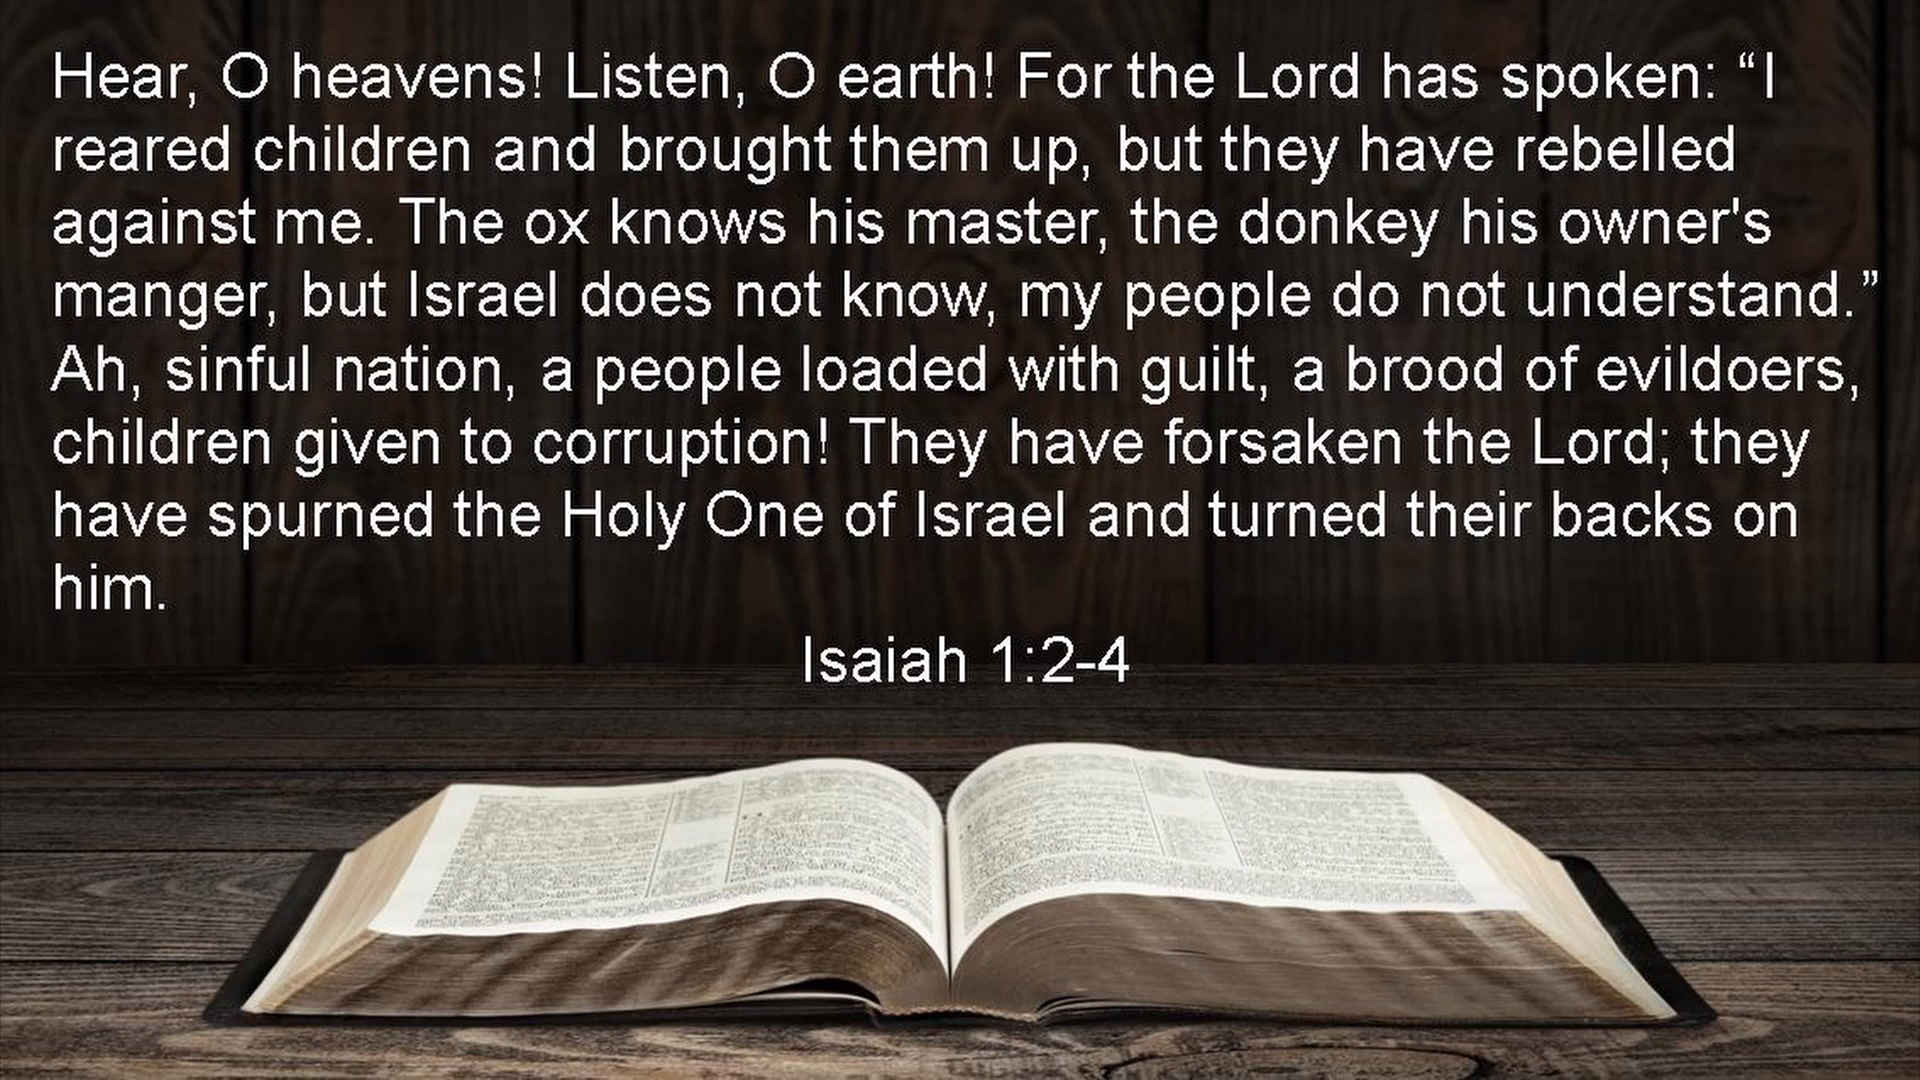 Hear, O heavens! Listen, O earth! For the Lord has spoken: “I
reared children and brought them up, but they have rebelled
against me. The ox knows his master, the donkey his owner's
manger, but Israel does not know, my people do not understand.”
Ah, sinful nation, a people loaded with guilt, a brood of evildoers,
children given to corruption! They have forsaken the Lord; they
have spurned the Holy One of Israel and turned their backs on
him.
Isaiah 1:2-4